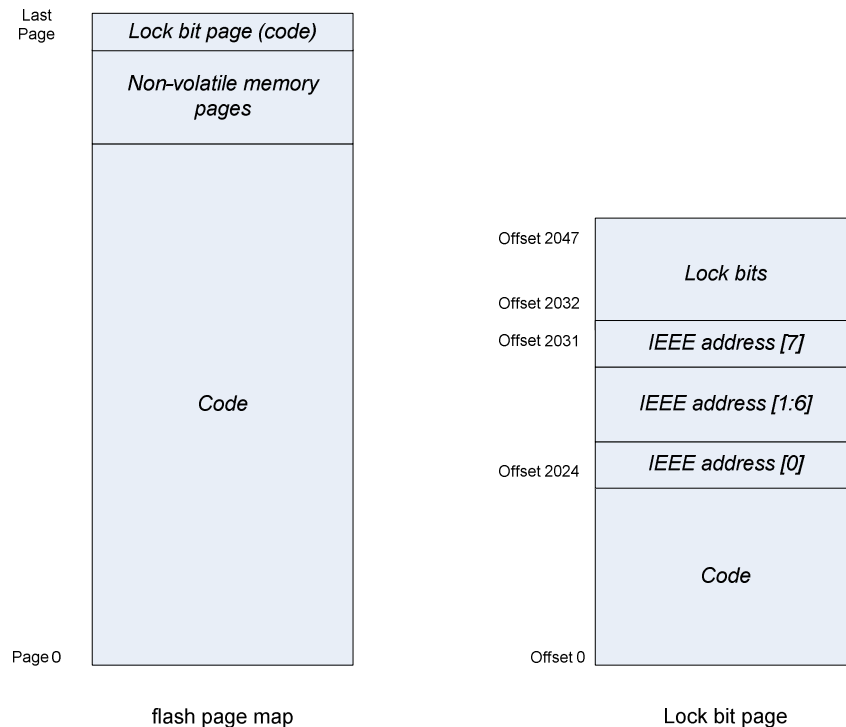 Last
Page
Lock bit page (code)
Non-volatile memory
pages
Code
Page 0
flash page map
Offset 2047
Lock bits
Offset 2032
Offset 2031
IEEE address [7]
IEEE address [1:6]
IEEE address [0]
Offset 2024
Code
Offset 0
Lock bit page